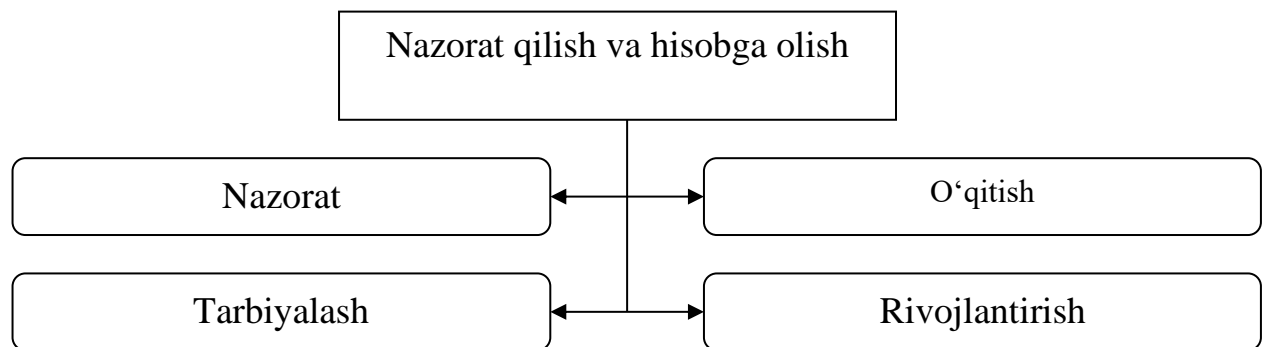 Nazorat qilish va hisobga olish
Nazorat
O‘qitish
Tarbiyalash
Rivojlantirish